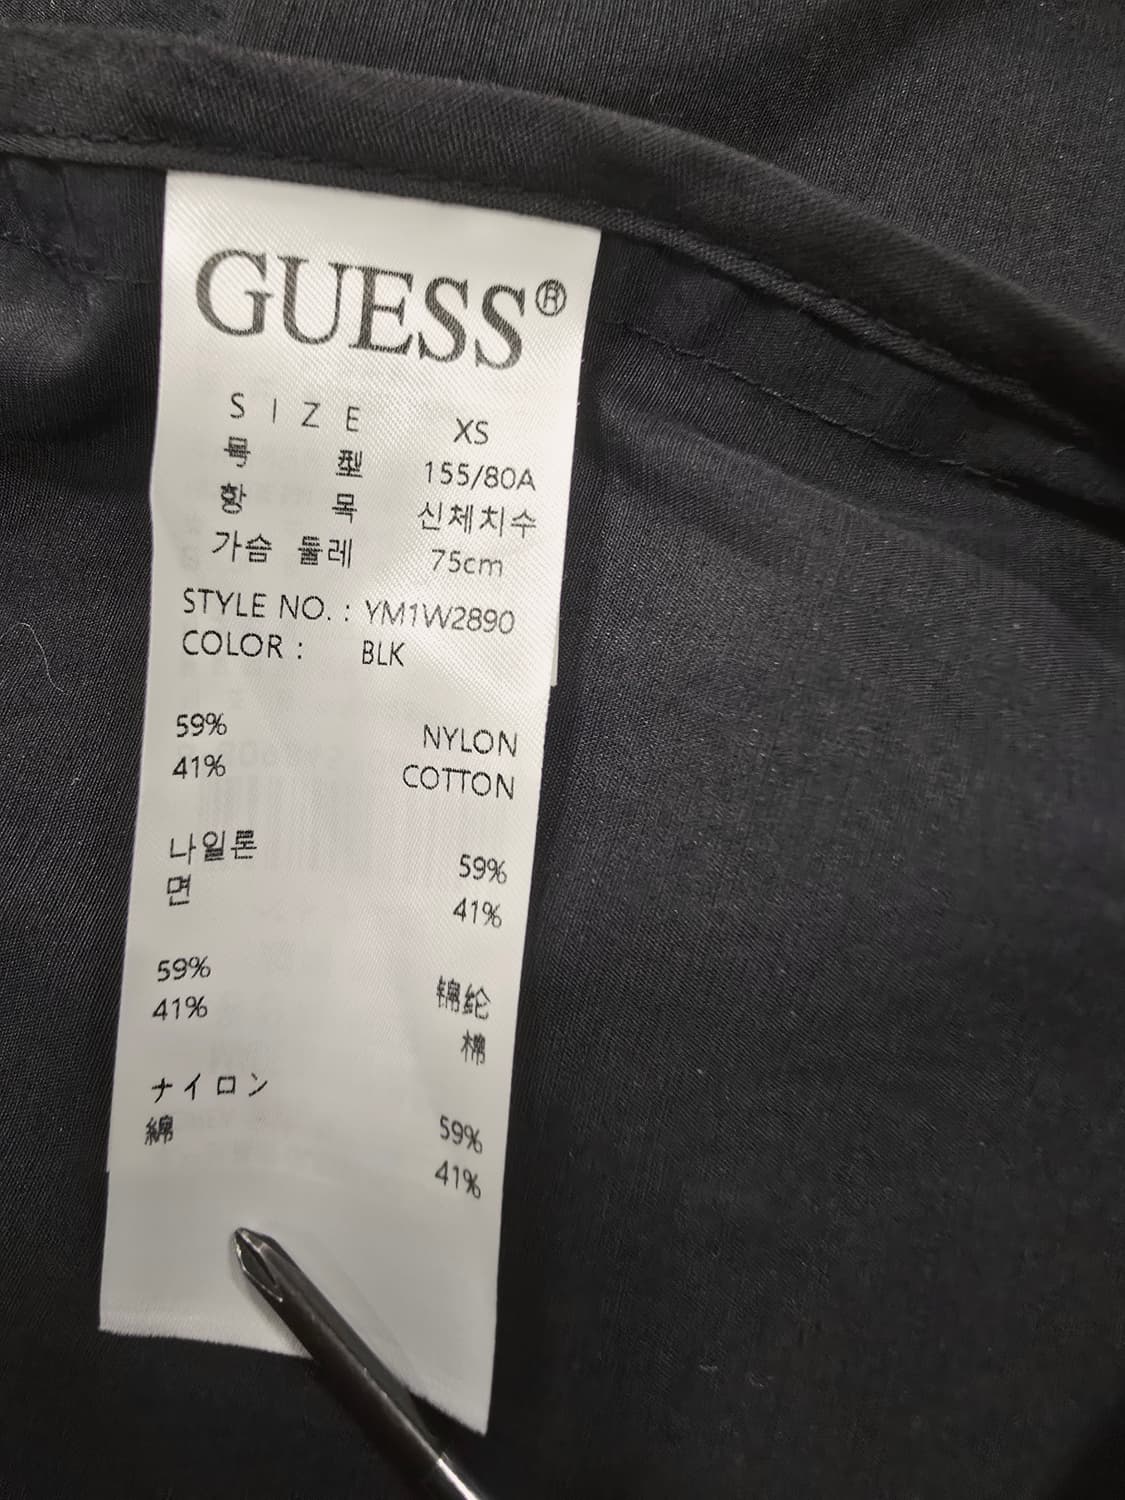 GUESS®
SIZE XS
号型 155/80A
항목 신체치수
가슴 둘레 75cm
STYLE NO. : YM1W2890
COLOR : BLK
59% NYLON
41% COTTON
나일론 59%
면 41%
59% 锦纶
41% 棉
ナイロン 59%
綿 41%